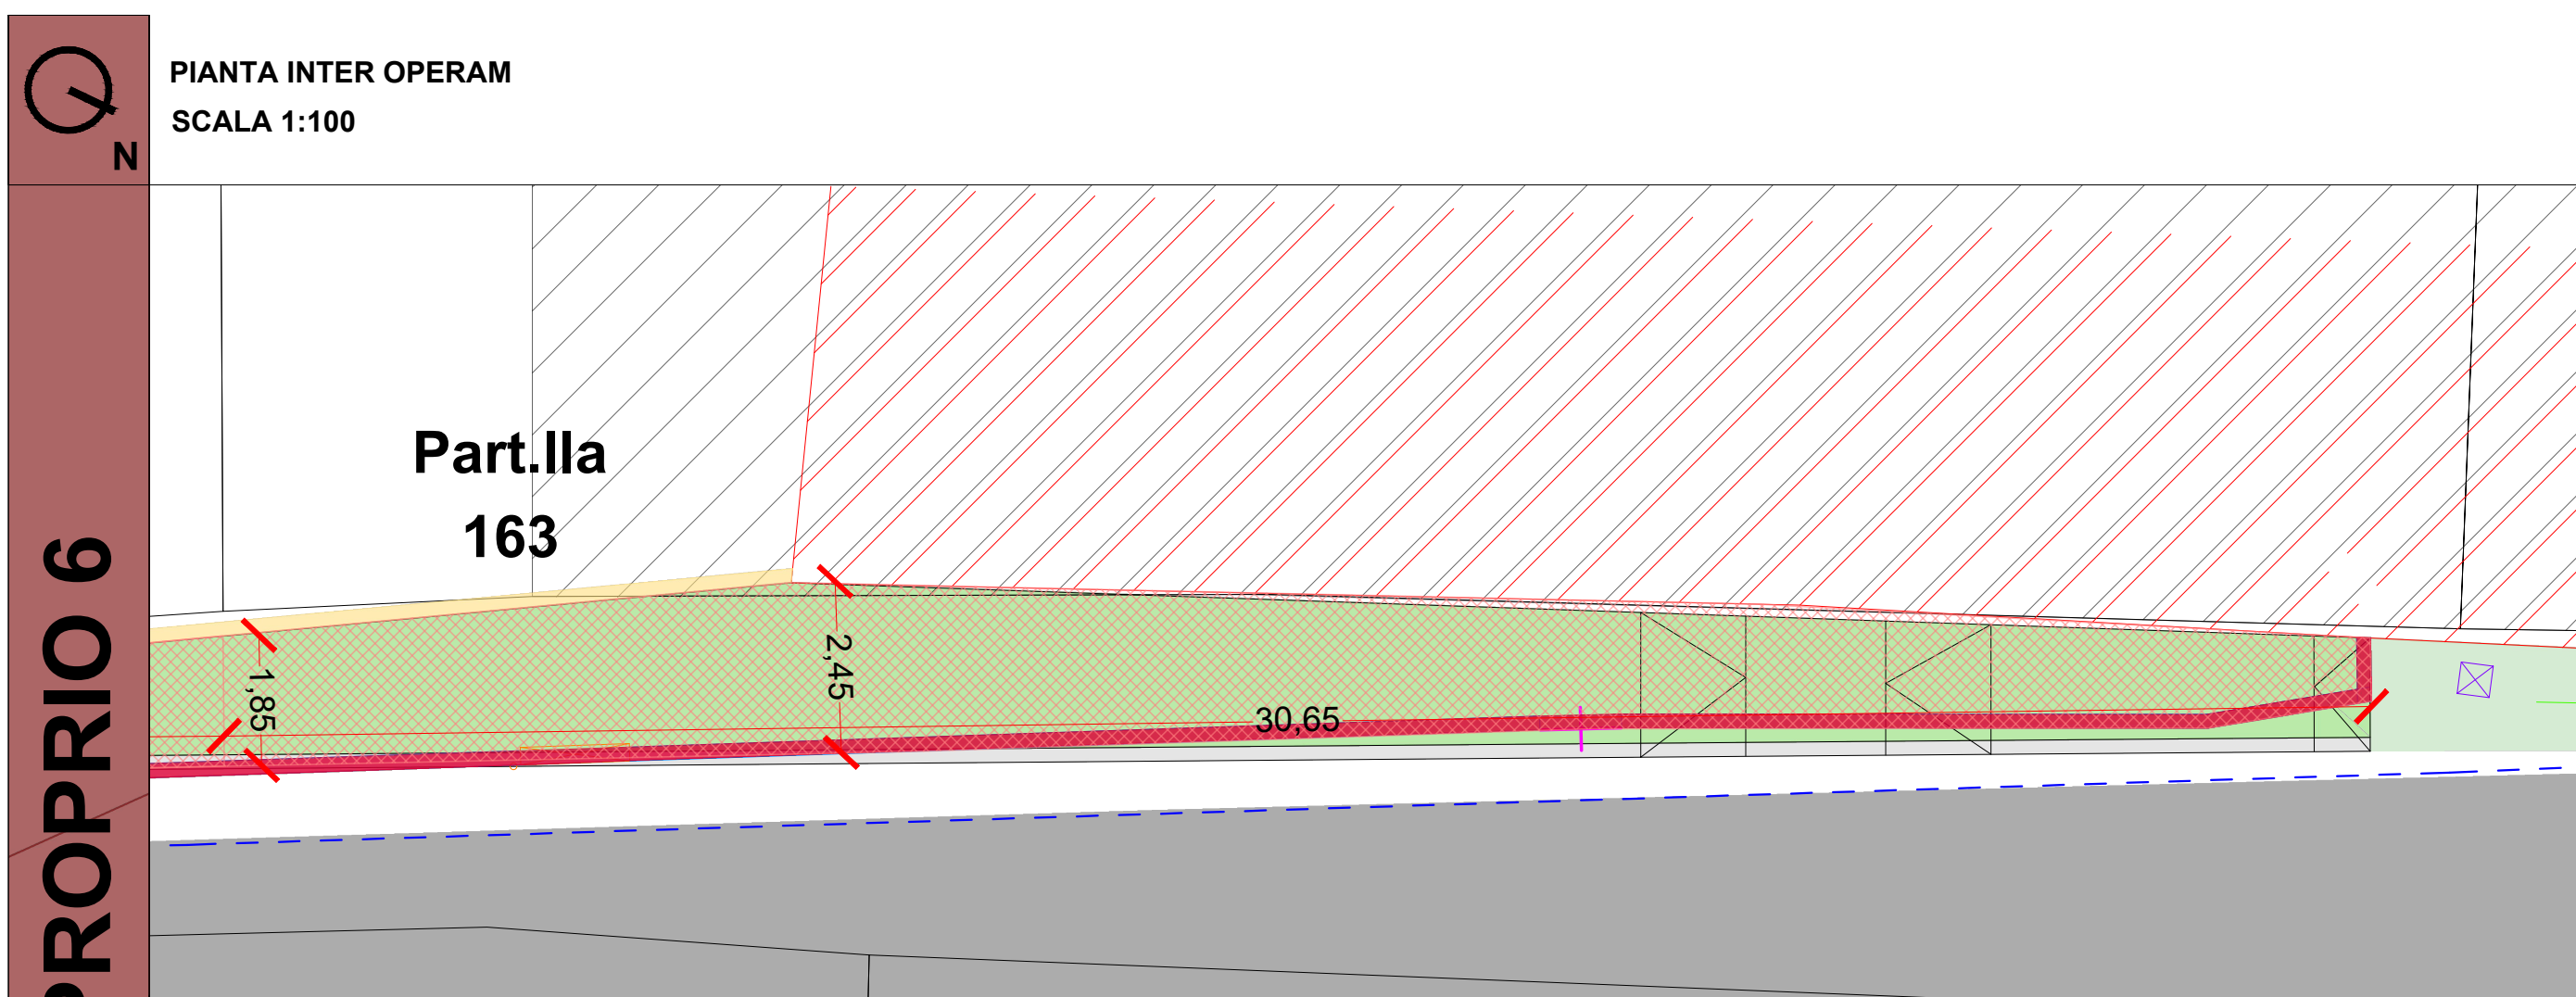 N
PIANTA INTER OPERAM
SCALA 1:100
PROPRIO 6
Part.lla
163
1,85
2,45
30,65